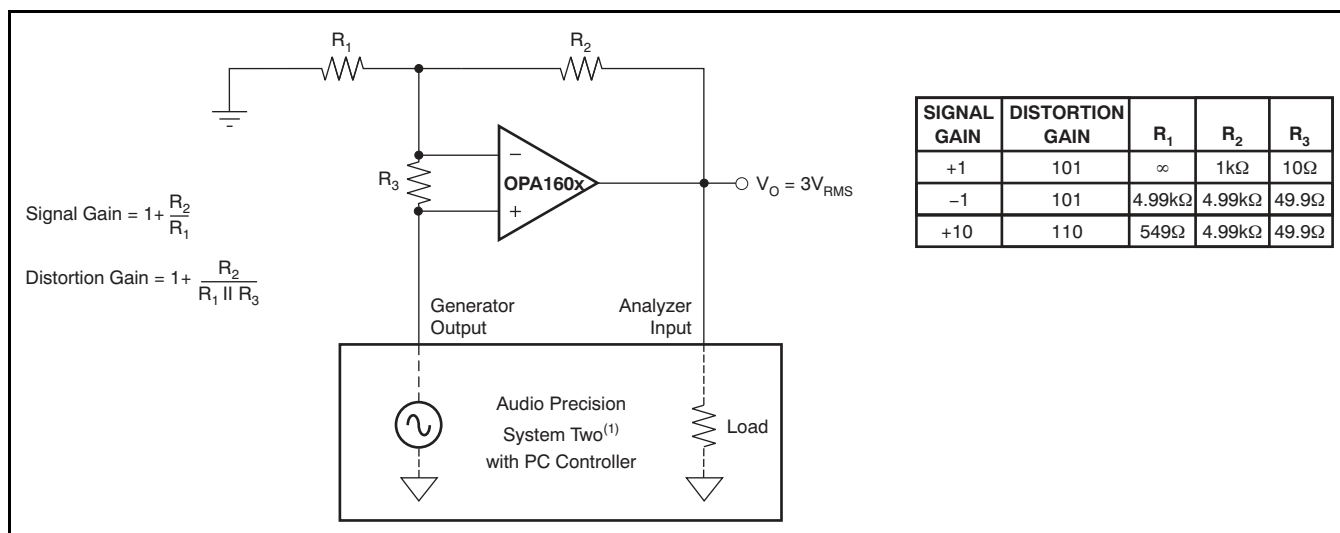 R1
R2
R3
−
+
OPA160x
VO = 3VRMS
Signal Gain = 1+ R2/R1
Distortion Gain = 1+ R2/(R1 II R3)
Generator
Output
Analyzer
Input
Audio Precision
System Two(1)
with PC Controller
Load
SIGNAL GAIN DISTORTION GAIN R1 R2 R3
+1 101 ∞ 1kΩ 10Ω
−1 101 4.99kΩ 4.99kΩ 49.9Ω
+10 110 549Ω 4.99kΩ 49.9Ω